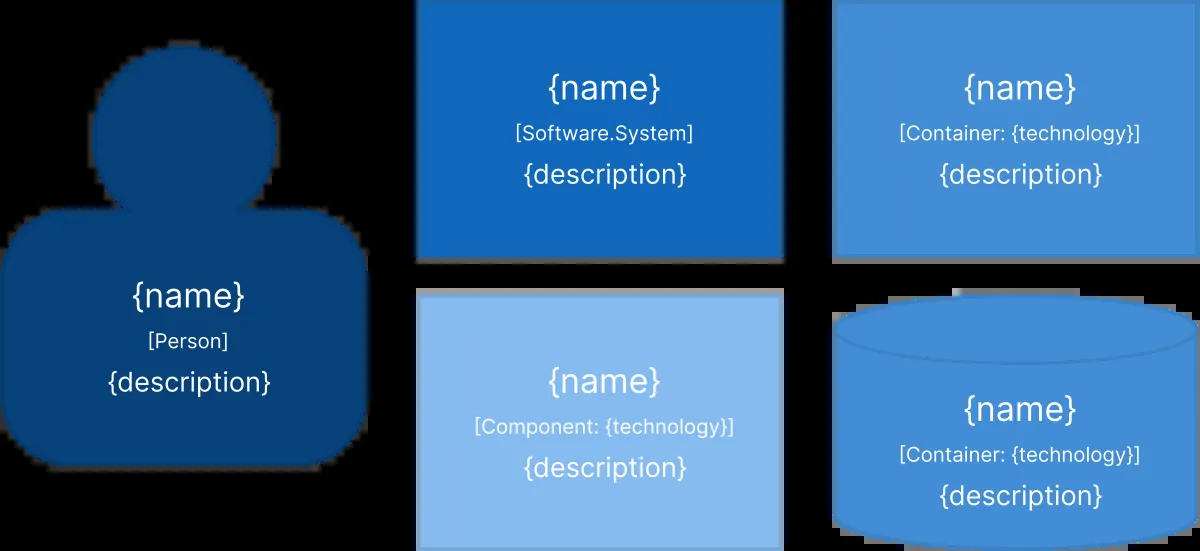 {name}
[Person]
{description}
{name}
[Software.System]
{description}
{name}
[Container: {technology}]
{description}
{name}
[Component: {technology}]
{description}
{name}
[Container: {technology}]
{description}